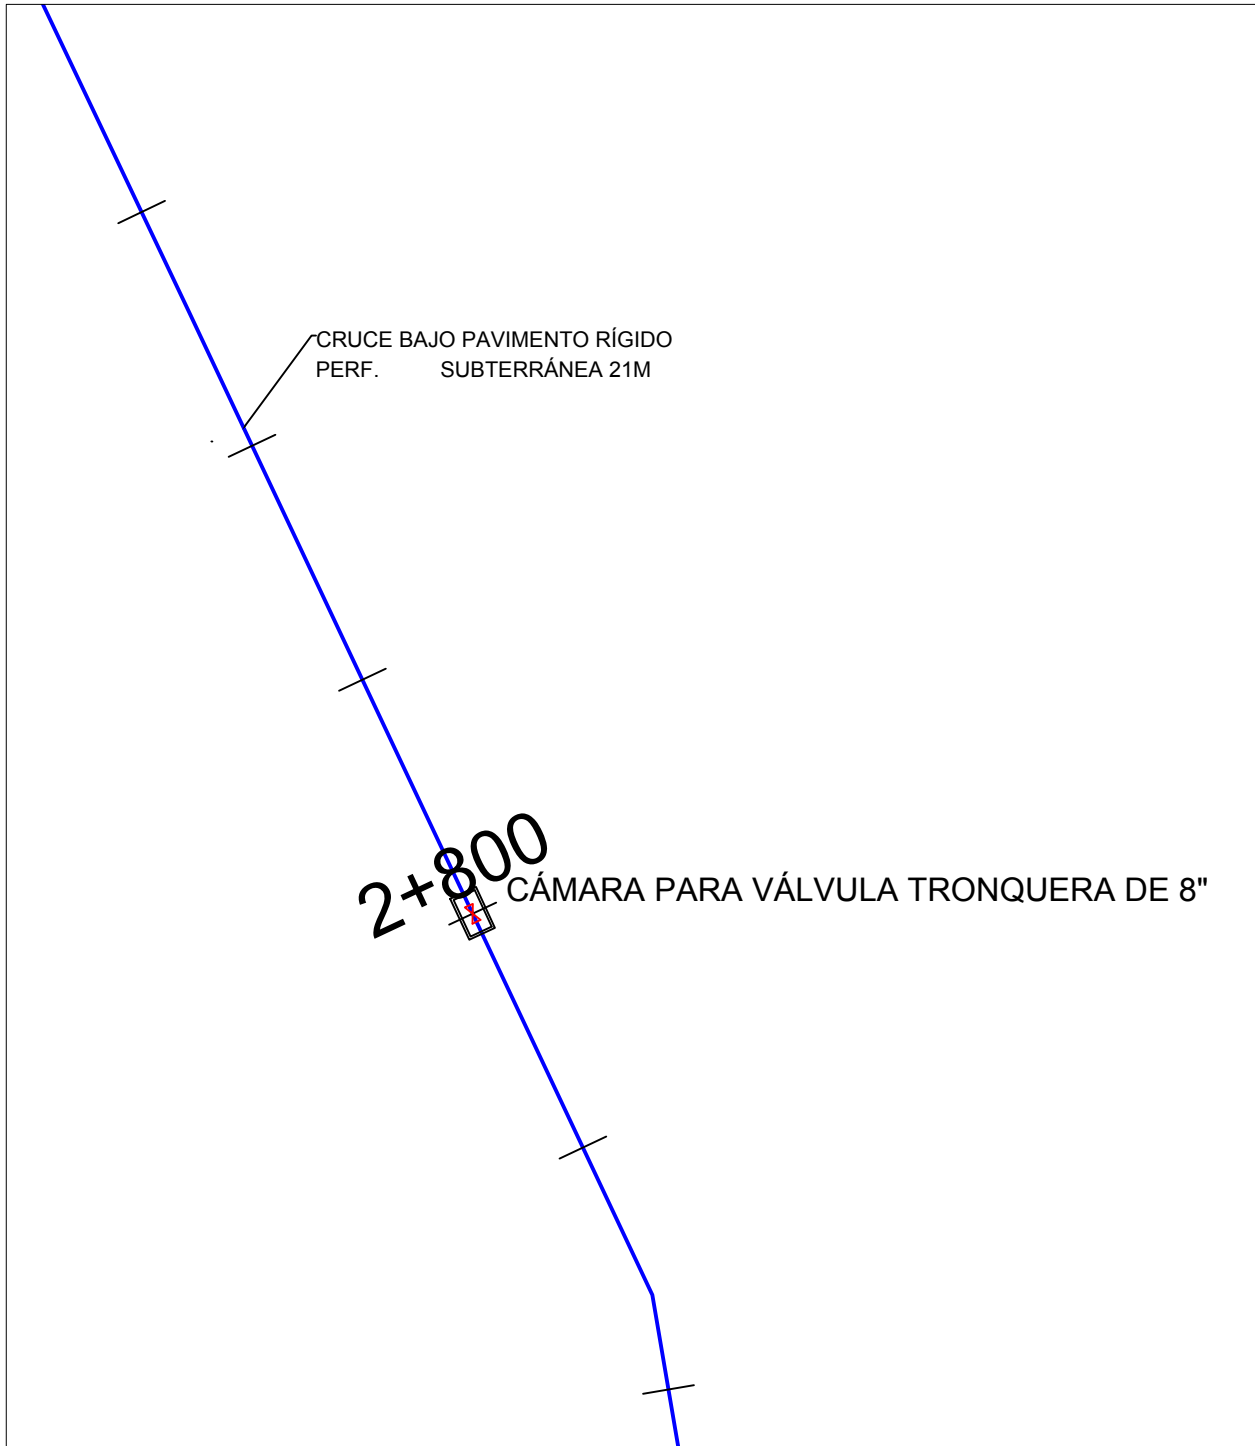 CRUCE BAJO PAVIMENTO RÍGIDO
PERF. SUBTERRÁNEA 21M
2+800
CÁMARA PARA VÁLVULA TRONQUERA DE 8"